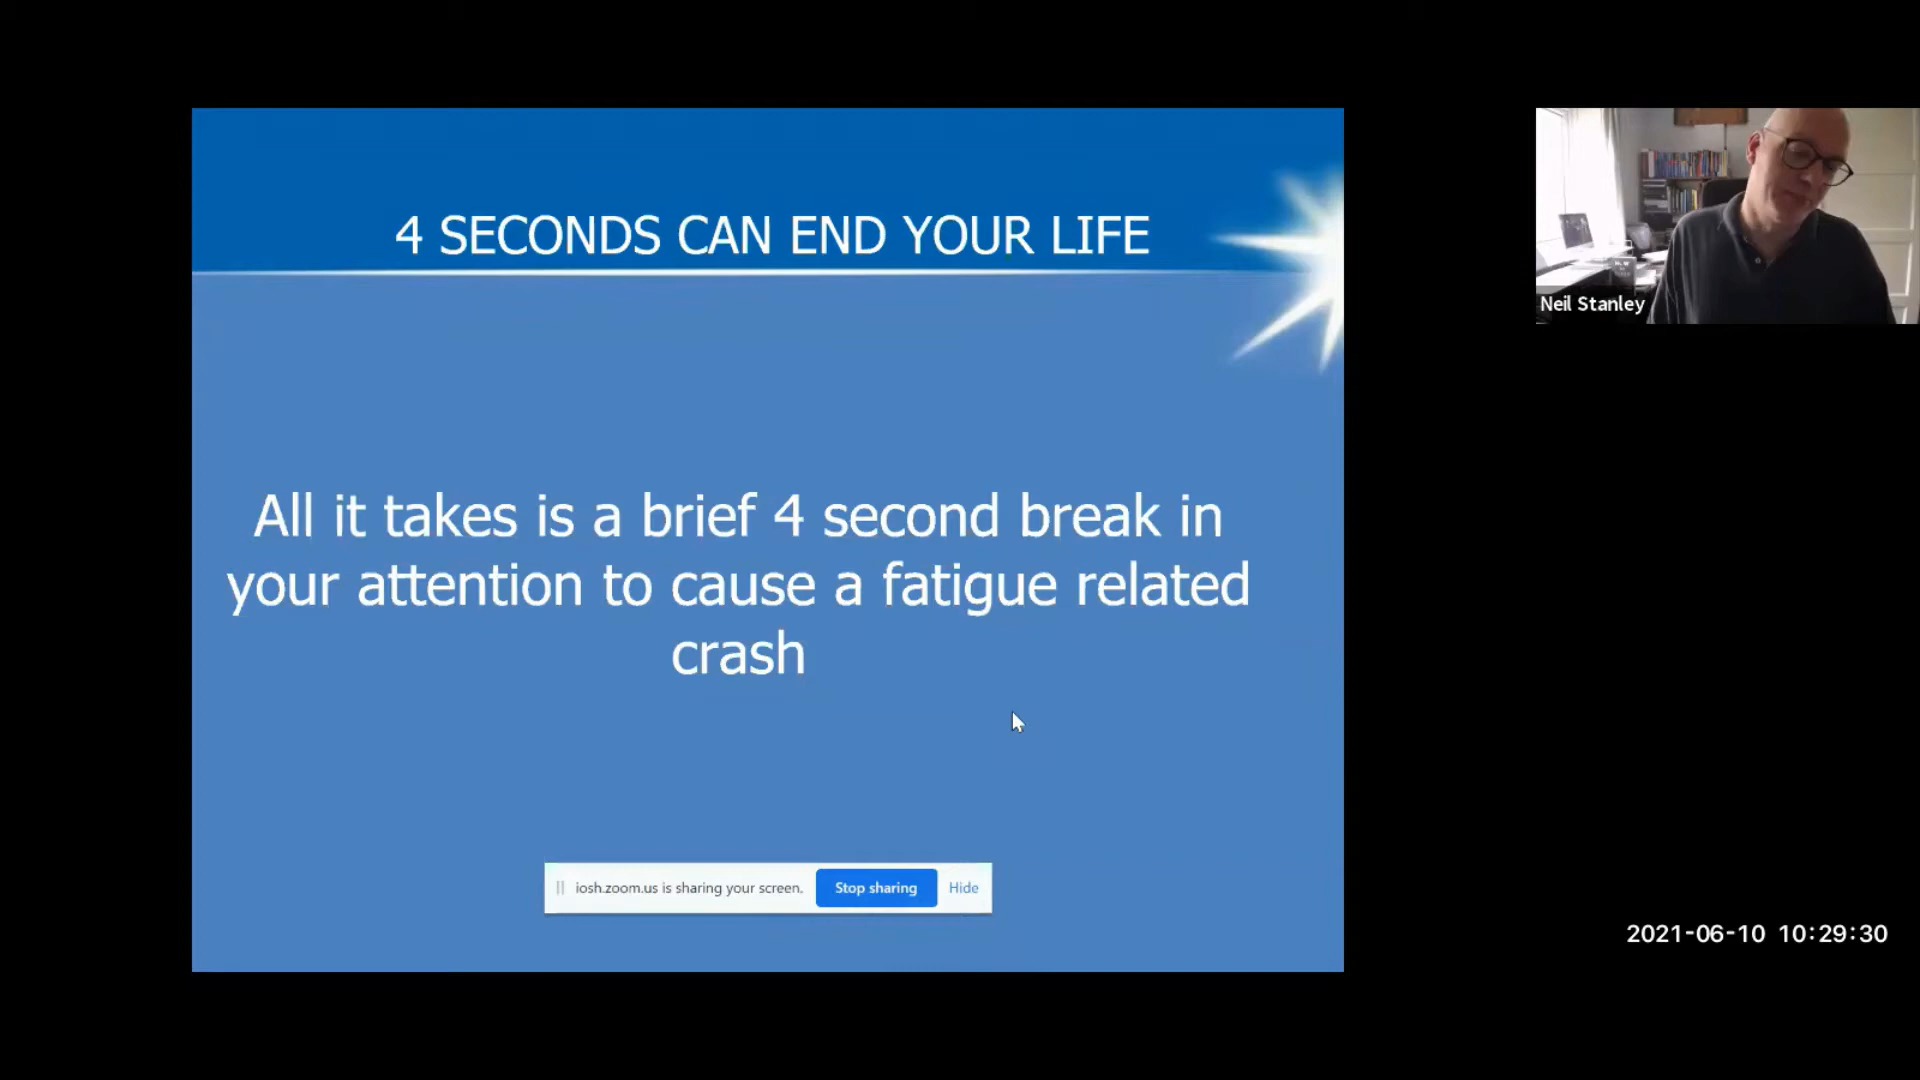 4 SECONDS CAN END YOUR LIFE
All it takes is a brief 4 second break in
your attention to cause a fatigue related
crash
iosh.zoom.us is sharing your screen. Stop sharing Hide
Neil Stanley
2021-06-10 10:29:30